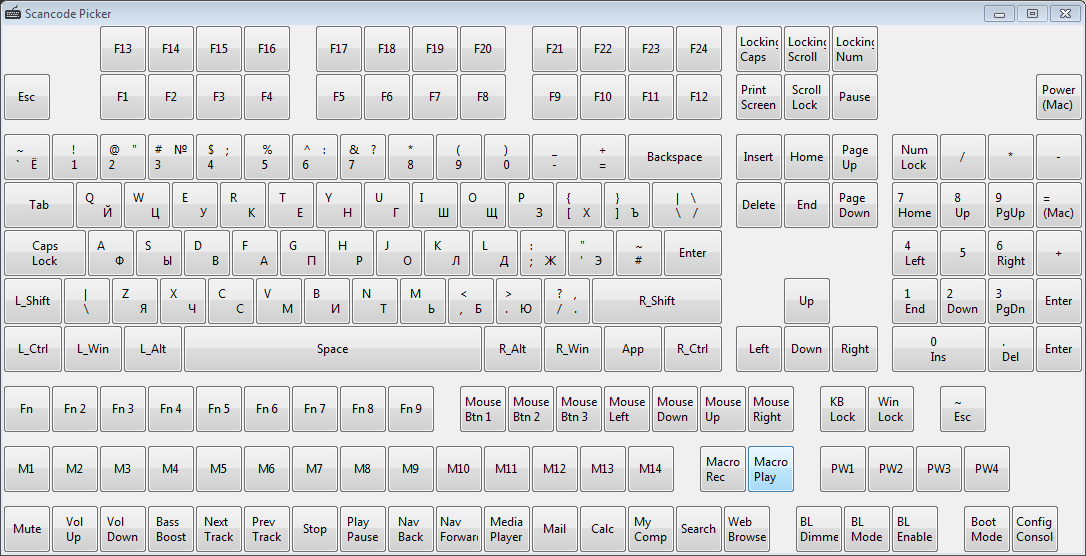 Scancode Picker
F13 F14 F15 F16 F17 F18 F19 F20 F21 F22 F23 F24 Locking Locking Locking
Caps Scroll Num
Esc F1 F2 F3 F4 F5 F6 F7 F8 F9 F10 F11 F12 Print Scroll Pause Power
Screen Lock (Mac)
~ ! @ " # № $ ; % ^ : & ? * ( ) _ + Backspace Insert Home Page Num / * -
` Ё 1 2 3 4 5 6 7 8 9 0 - = Up Lock
Tab Q W E R T Y U I O P { } | \ Delete End Page 7 8 9 =
Й Ц У К Е Н Г Ш Щ З [ Х ] Ъ \ / Down Home Up PgUp (Mac)
Caps A S D F G H J K L : " ~ Enter 4 5 6 +
Lock Ф Ы В А П Р О Л Д ; Ж ' Э # Left Right
L_Shift | Z X C V B N M < > ? , R_Shift Up 1 2 3 Enter
\ Я Ч С М И Т Ь , Б . Ю / . End Down PgDn
L_Ctrl L_Win L_Alt Space R_Alt R_Win App R_Ctrl Left Down Right 0 . Enter
Ins Del
Fn Fn 2 Fn 3 Fn 4 Fn 5 Fn 6 Fn 7 Fn 8 Fn 9 Mouse Mouse Mouse Mouse Mouse Mouse Mouse KB Win ~
Btn 1 Btn 2 Btn 3 Left Down Up Right Lock Lock Esc
M1 M2 M3 M4 M5 M6 M7 M8 M9 M10 M11 M12 M13 M14 Macro Macro PW1 PW2 PW3 PW4
Rec Play
Mute Vol Vol Bass Next Prev Stop Play Nav Nav Media Mail Calc My Search Web BL BL BL Boot Config
Up Down Boost Track Track Pause Back Forward Player Comp Browse Dimme Mode Enable Mode Consol